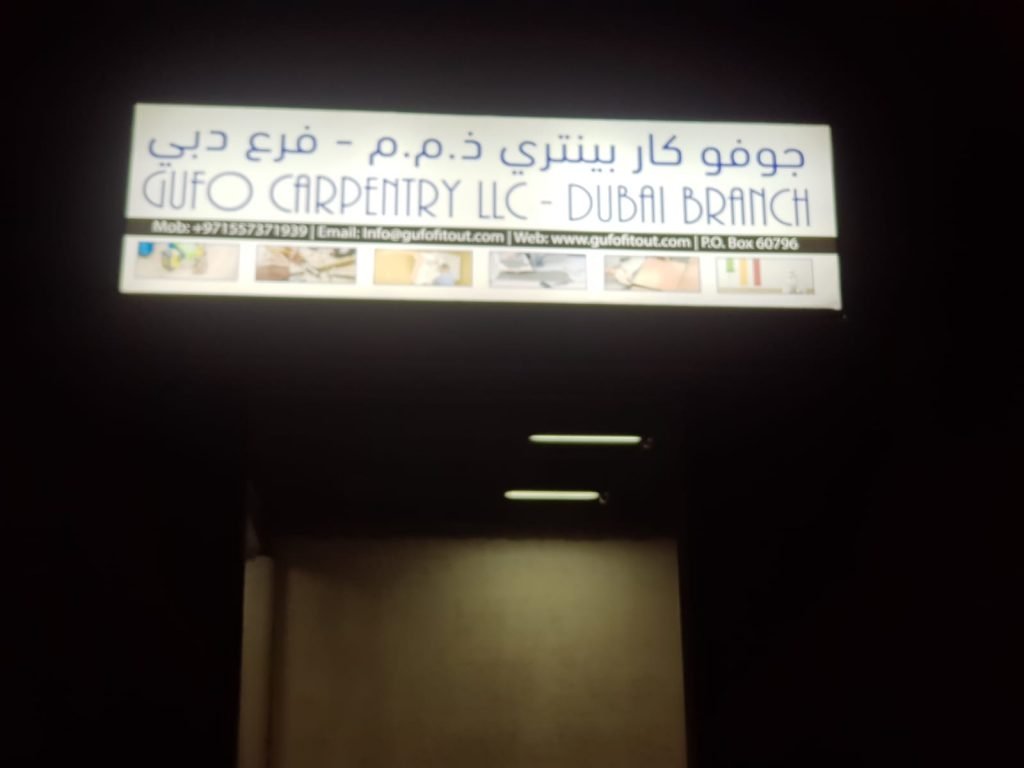 جوفو كار بينتري ذ.م.م - فرع دبي
GUFO CARPENTRY LLC - DUBAI BRANCH
Mob: +971557371939 | Email: Info@gufofitout.com | Web: www.gufofitout.com | P.O. Box 60796